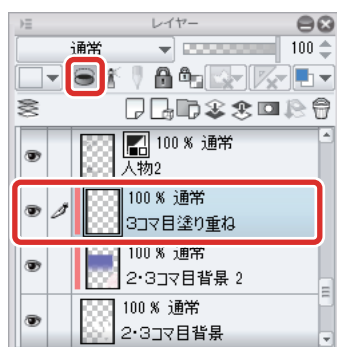 レイヤー
通常 100
100 % 通常
人物2
100 % 通常
3コマ目塗り重ね
100 % 通常
2・3コマ目背景 2
100 % 通常
2・3コマ目背景